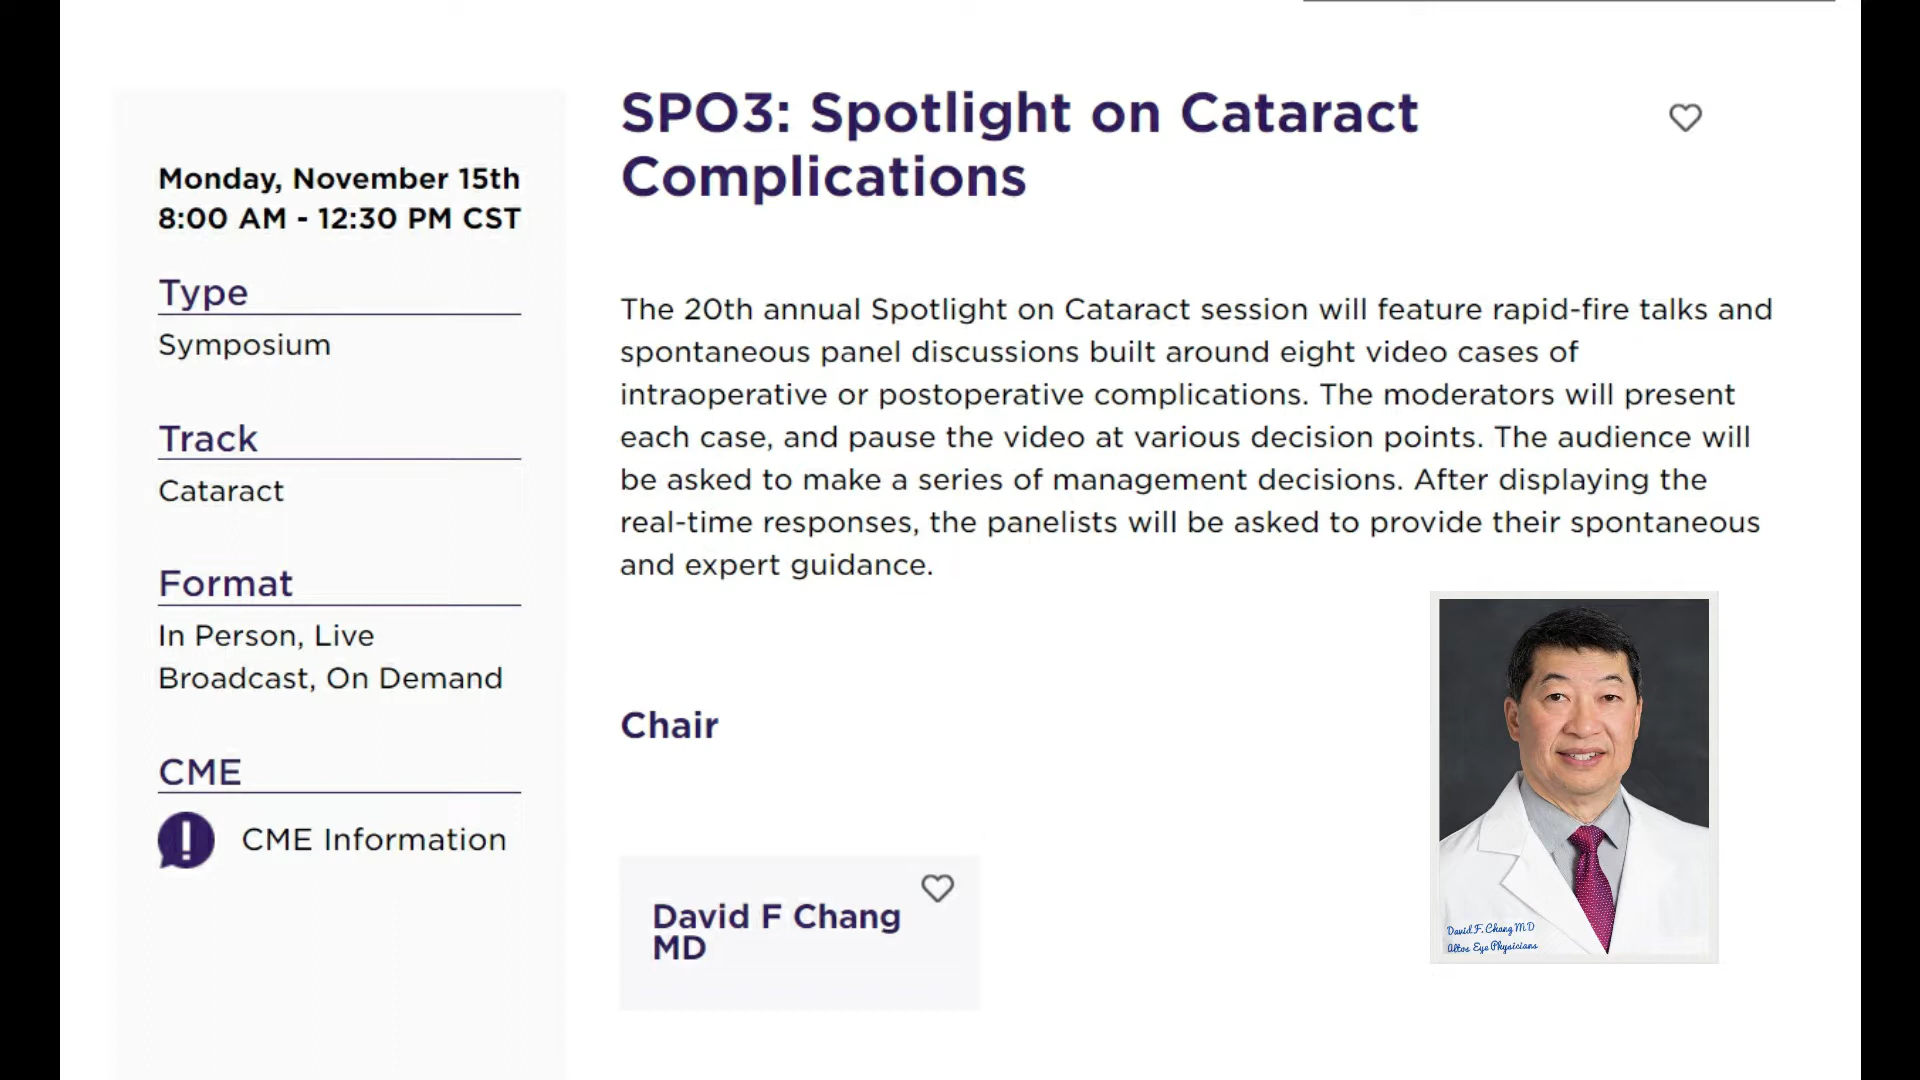 Monday, November 15th
8:00 AM - 12:30 PM CST
Type
Symposium
Track
Cataract
Format
In Person, Live
Broadcast, On Demand
CME
CME Information
SPO3: Spotlight on Cataract
Complications
The 20th annual Spotlight on Cataract session will feature rapid-fire talks and
spontaneous panel discussions built around eight video cases of
intraoperative or postoperative complications. The moderators will present
each case, and pause the video at various decision points. The audience will
be asked to make a series of management decisions. After displaying the
real-time responses, the panelists will be asked to provide their spontaneous
and expert guidance.
Chair
David F Chang
MD
David F. Chang MD
Altos Eye Physicians